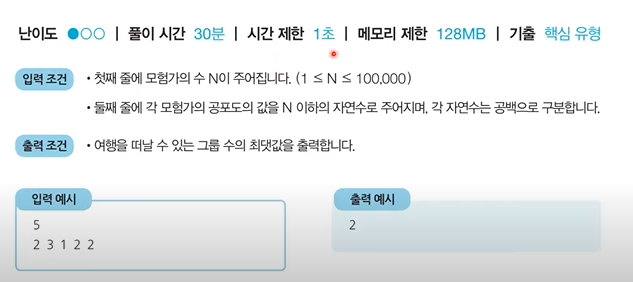 난이도 ●○○ | 풀이 시간 30분 | 시간 제한 1초 | 메모리 제한 128MB | 기출 핵심 유형
입력 조건 • 첫째 줄에 모험가의 수 N이 주어집니다. (1 ≤ N ≤ 100,000)
• 둘째 줄에 각 모험가의 공포도의 값을 N 이하의 자연수로 주어지며, 각 자연수는 공백으로 구분합니다.
출력 조건 • 여행을 떠날 수 있는 그룹 수의 최댓값을 출력합니다.
입력 예시
5
2 3 1 2 2
출력 예시
2